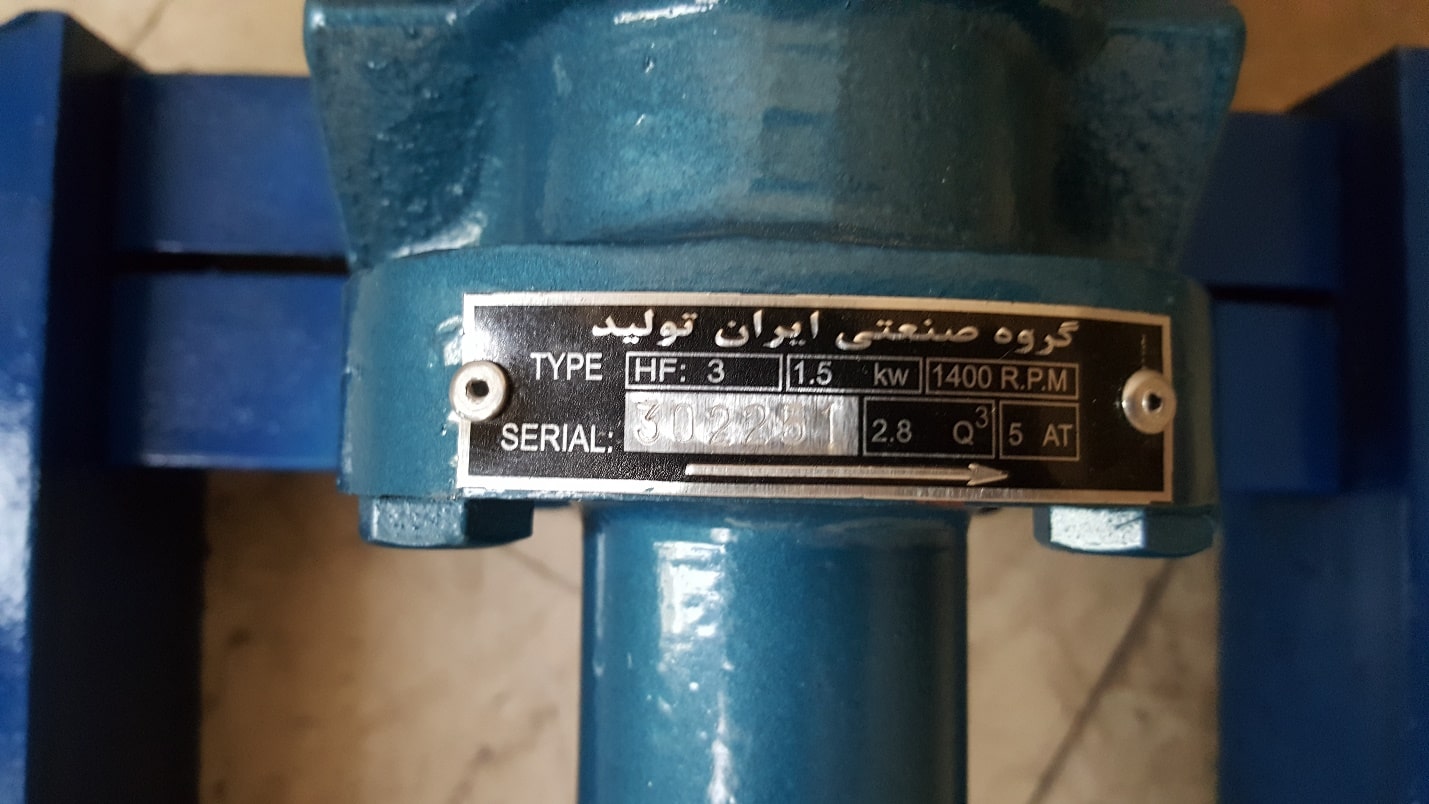 گروه صنعتی ایران تولید
TYPE HF: 3 1.5 kw 1400 R.P.M
SERIAL: 302251 2.8 Q³ 5 AT